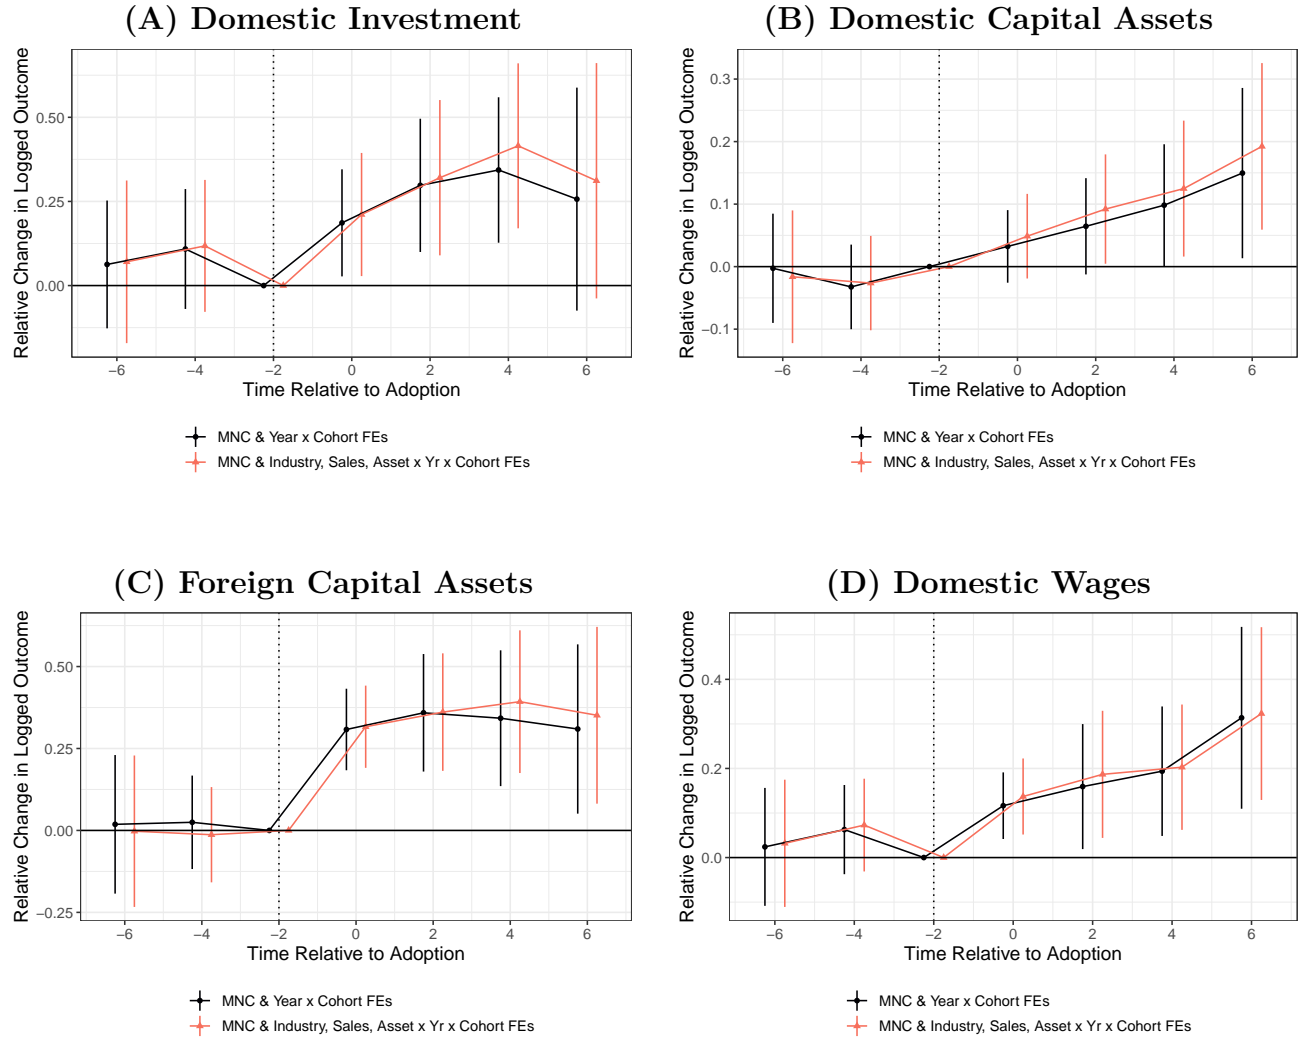 (A) Domestic Investment
Relative Change in Logged Outcome
0.50
0.25
0.00
−6 −4 −2 0 2 4 6
Time Relative to Adoption
MNC & Year x Cohort FEs
MNC & Industry, Sales, Asset x Yr x Cohort FEs
(B) Domestic Capital Assets
Relative Change in Logged Outcome
0.3
0.2
0.1
0.0
−0.1
−6 −4 −2 0 2 4 6
Time Relative to Adoption
MNC & Year x Cohort FEs
MNC & Industry, Sales, Asset x Yr x Cohort FEs
(C) Foreign Capital Assets
Relative Change in Logged Outcome
0.50
0.25
0.00
−0.25
−6 −4 −2 0 2 4 6
Time Relative to Adoption
MNC & Year x Cohort FEs
MNC & Industry, Sales, Asset x Yr x Cohort FEs
(D) Domestic Wages
Relative Change in Logged Outcome
0.4
0.2
0.0
−6 −4 −2 0 2 4 6
Time Relative to Adoption
MNC & Year x Cohort FEs
MNC & Industry, Sales, Asset x Yr x Cohort FEs